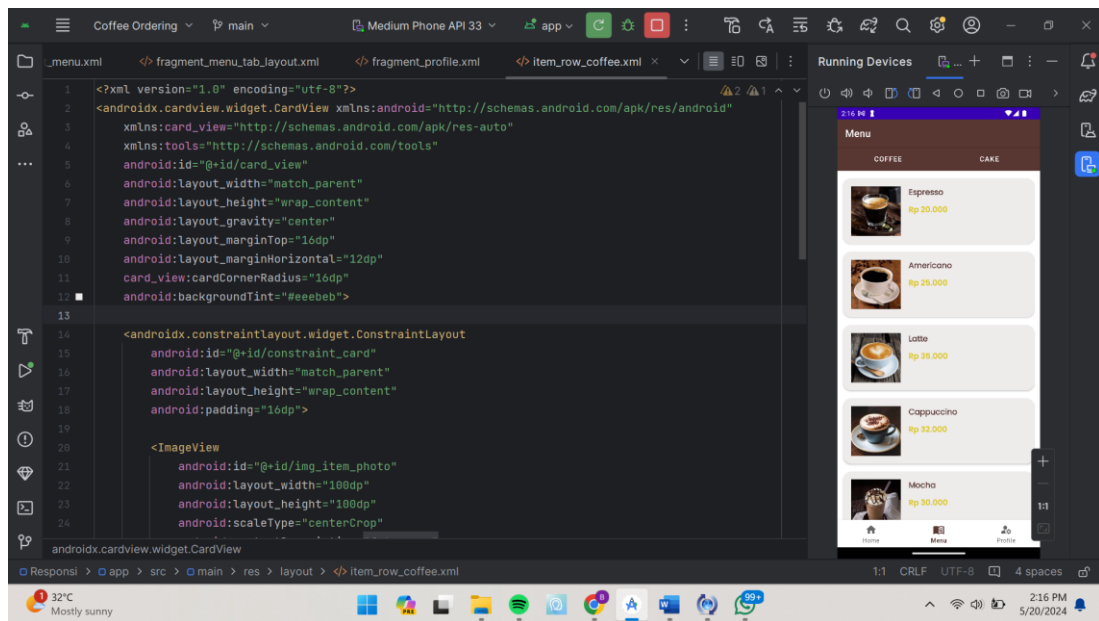 Coffee Ordering main Medium Phone API 33 app
_menu.xml fragment_menu_tab_layout.xml fragment_profile.xml item_row_coffee.xml
Running Devices
2 1
1 <?xml version="1.0" encoding="utf-8"?>
2 <androidx.cardview.widget.CardView xmlns:android="http://schemas.android.com/apk/res/android"
3 xmlns:card_view="http://schemas.android.com/apk/res-auto"
4 xmlns:tools="http://schemas.android.com/tools"
5 android:id="@+id/card_view"
6 android:layout_width="match_parent"
7 android:layout_height="wrap_content"
8 android:layout_gravity="center"
9 android:layout_marginTop="16dp"
10 android:layout_marginHorizontal="12dp"
11 card_view:cardCornerRadius="16dp"
12 android:backgroundTint="#eeebeb">
13
14 <androidx.constraintlayout.widget.ConstraintLayout
15 android:id="@+id/constraint_card"
16 android:layout_width="match_parent"
17 android:layout_height="wrap_content"
18 android:padding="16dp">
19
20 <ImageView
21 android:id="@+id/img_item_photo"
22 android:layout_width="100dp"
23 android:layout_height="100dp"
24 android:scaleType="centerCrop"
androidx.cardview.widget.CardView
2:16
Menu
COFFEE CAKE
Espresso
Rp 20.000
Americano
Rp 25.000
Latte
Rp 35.000
Cappuccino
Rp 32.000
Mocha
Rp 30.000
1:1
Home Menu Profile
Responsi > app > src > main > res > layout > item_row_coffee.xml
1:1 CRLF UTF-8 4 spaces
1
32°C
Mostly sunny
PRE
W
99+
2:16 PM
5/20/2024